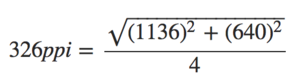 326ppi = √((1136)² + (640)²) / 4